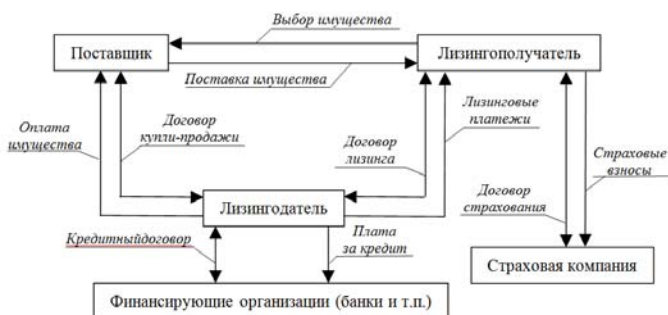 Выбор имущества
Поставщик
Лизингополучатель
Поставка имущества
Оплата
имущества
Договор
купли-продажи
Договор
лизинга
Лизинговые
платежи
Страховые
взносы
Договор
страхования
Лизингодатель
Кредитныйдоговор
Плата
за кредит
Страховая компания
Финансирующие организации (банки и т.п.)